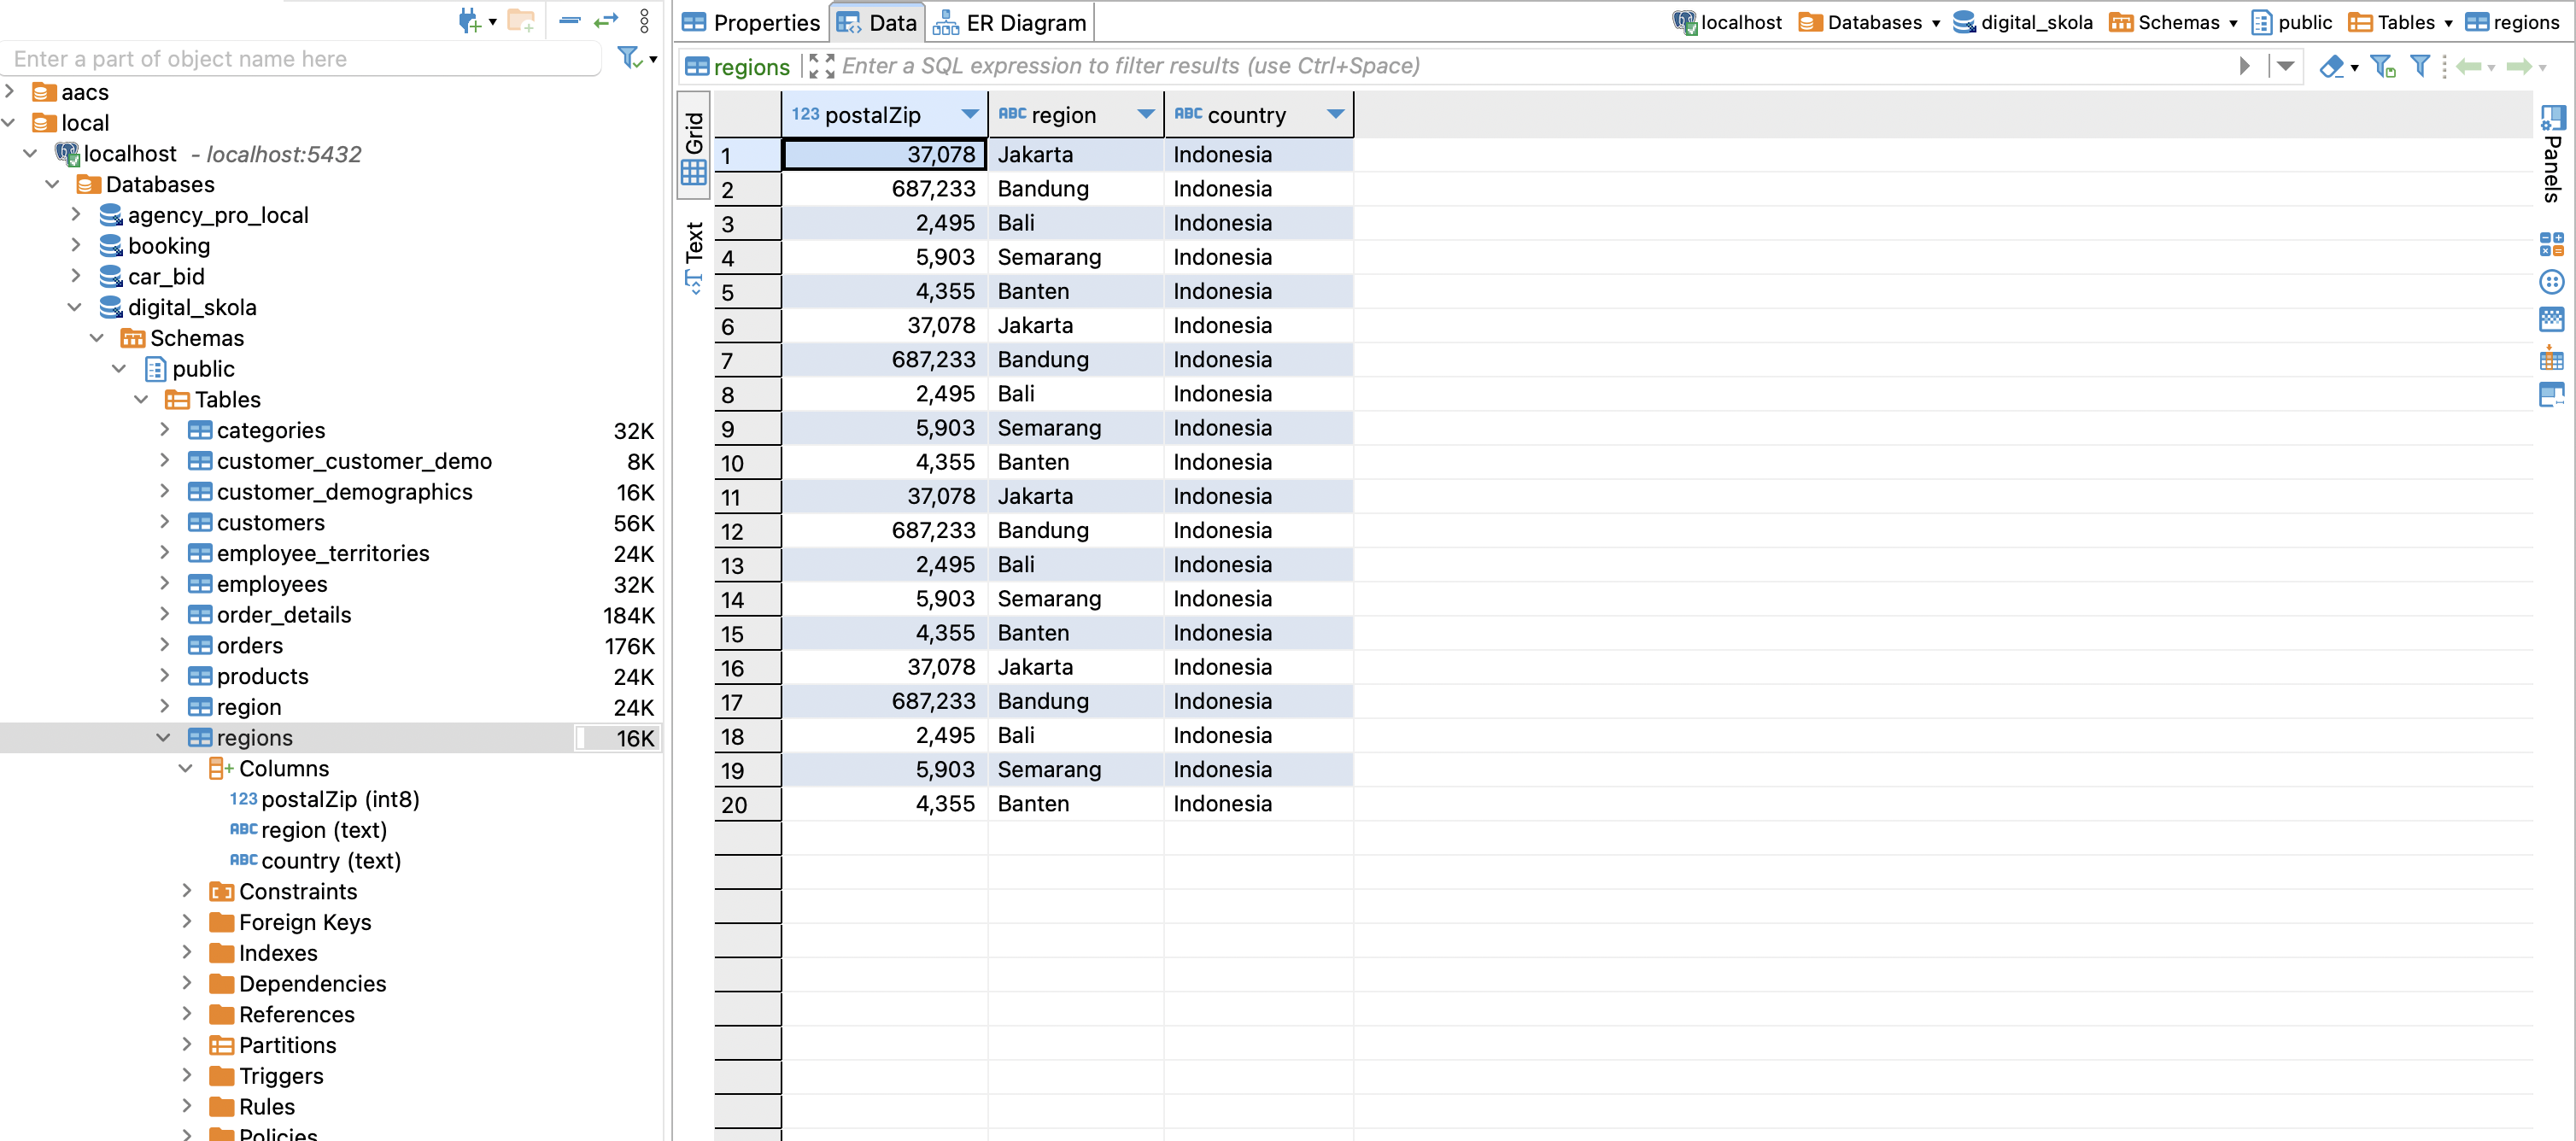 Enter a part of object name here
aacs
local
localhost - localhost:5432
Databases
agency_pro_local
booking
car_bid
digital_skola
Schemas
public
Tables
categories 32K
customer_customer_demo 8K
customer_demographics 16K
customers 56K
employee_territories 24K
employees 32K
order_details 184K
orders 176K
products 24K
region 24K
regions 16K
Columns
123 postalZip (int8)
ABC region (text)
ABC country (text)
Constraints
Foreign Keys
Indexes
Dependencies
References
Partitions
Triggers
Rules
Policies
Properties Data ER Diagram
localhost Databases digital_skola Schemas public Tables regions
regions Enter a SQL expression to filter results (use Ctrl+Space)
Grid
Text
123 postalZip ABC region ABC country
1 37,078 Jakarta Indonesia
2 687,233 Bandung Indonesia
3 2,495 Bali Indonesia
4 5,903 Semarang Indonesia
5 4,355 Banten Indonesia
6 37,078 Jakarta Indonesia
7 687,233 Bandung Indonesia
8 2,495 Bali Indonesia
9 5,903 Semarang Indonesia
10 4,355 Banten Indonesia
11 37,078 Jakarta Indonesia
12 687,233 Bandung Indonesia
13 2,495 Bali Indonesia
14 5,903 Semarang Indonesia
15 4,355 Banten Indonesia
16 37,078 Jakarta Indonesia
17 687,233 Bandung Indonesia
18 2,495 Bali Indonesia
19 5,903 Semarang Indonesia
20 4,355 Banten Indonesia
Panels